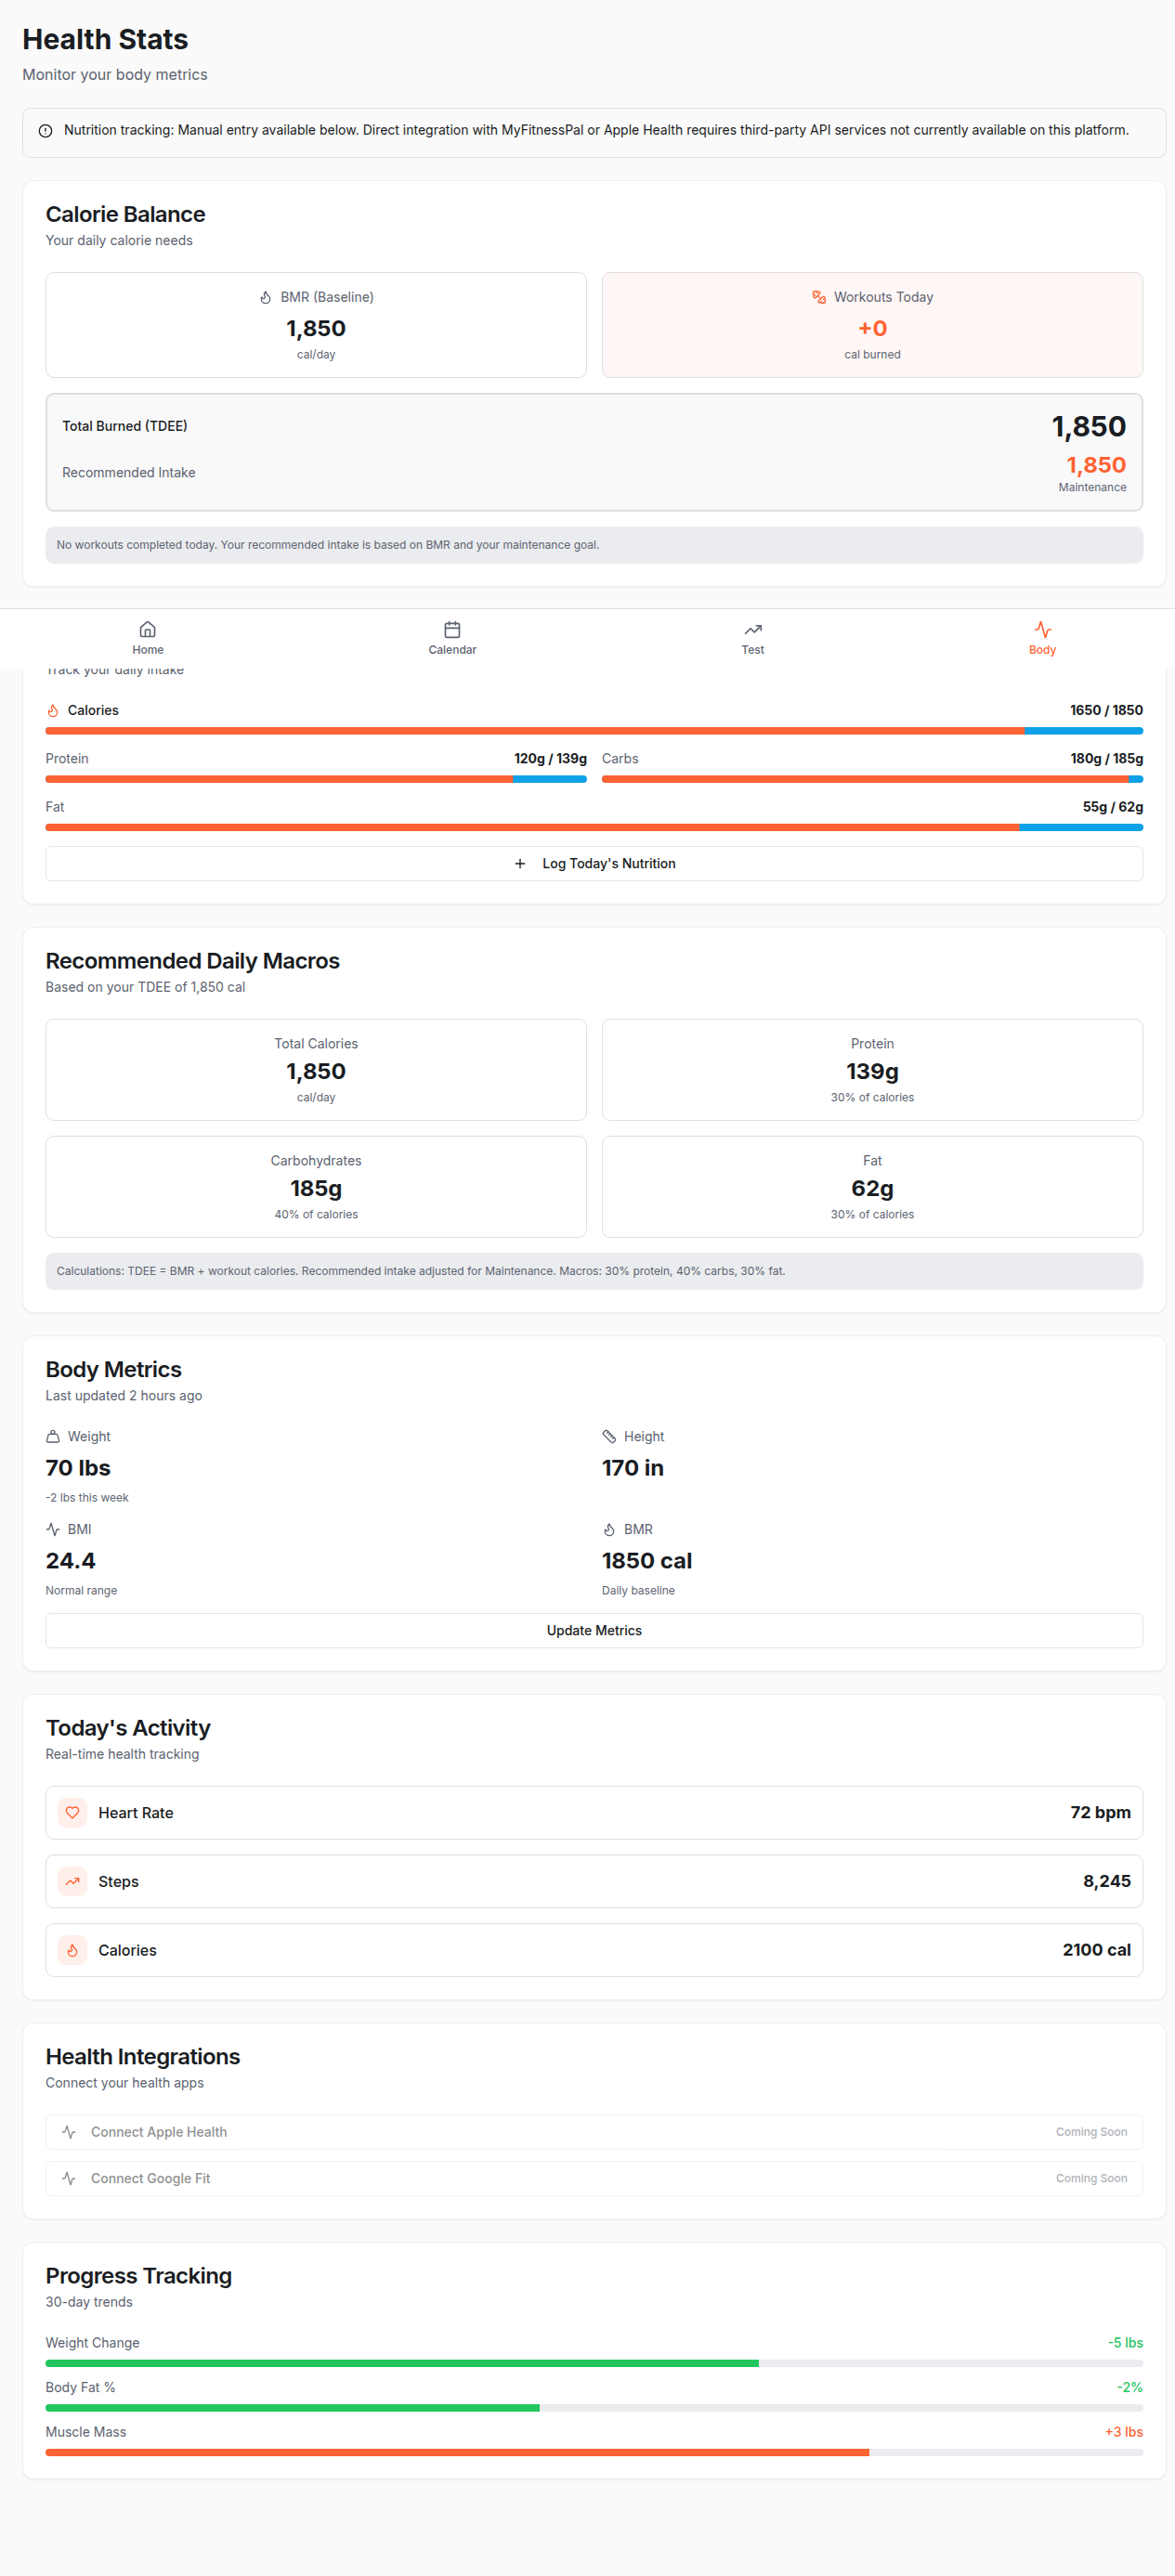 Health Stats
Monitor your body metrics
Nutrition tracking: Manual entry available below. Direct integration with MyFitnessPal or Apple Health requires third-party API services not currently available on this platform.
Calorie Balance
Your daily calorie needs
BMR (Baseline)
1,850
cal/day
Workouts Today
+0
cal burned
Total Burned (TDEE)
1,850
Recommended Intake
1,850
Maintenance
No workouts completed today. Your recommended intake is based on BMR and your maintenance goal.
Home
Calendar
Test
Body
Track your daily intake
Calories
1650 / 1850
Protein
120g / 139g
Carbs
180g / 185g
Fat
55g / 62g
Log Today's Nutrition
Recommended Daily Macros
Based on your TDEE of 1,850 cal
Total Calories
1,850
cal/day
Protein
139g
30% of calories
Carbohydrates
185g
40% of calories
Fat
62g
30% of calories
Calculations: TDEE = BMR + workout calories. Recommended intake adjusted for Maintenance. Macros: 30% protein, 40% carbs, 30% fat.
Body Metrics
Last updated 2 hours ago
Weight
70 lbs
-2 lbs this week
Height
170 in
BMI
24.4
Normal range
BMR
1850 cal
Daily baseline
Update Metrics
Today's Activity
Real-time health tracking
Heart Rate
72 bpm
Steps
8,245
Calories
2100 cal
Health Integrations
Connect your health apps
Connect Apple Health
Coming Soon
Connect Google Fit
Coming Soon
Progress Tracking
30-day trends
Weight Change
-5 lbs
Body Fat %
-2%
Muscle Mass
+3 lbs